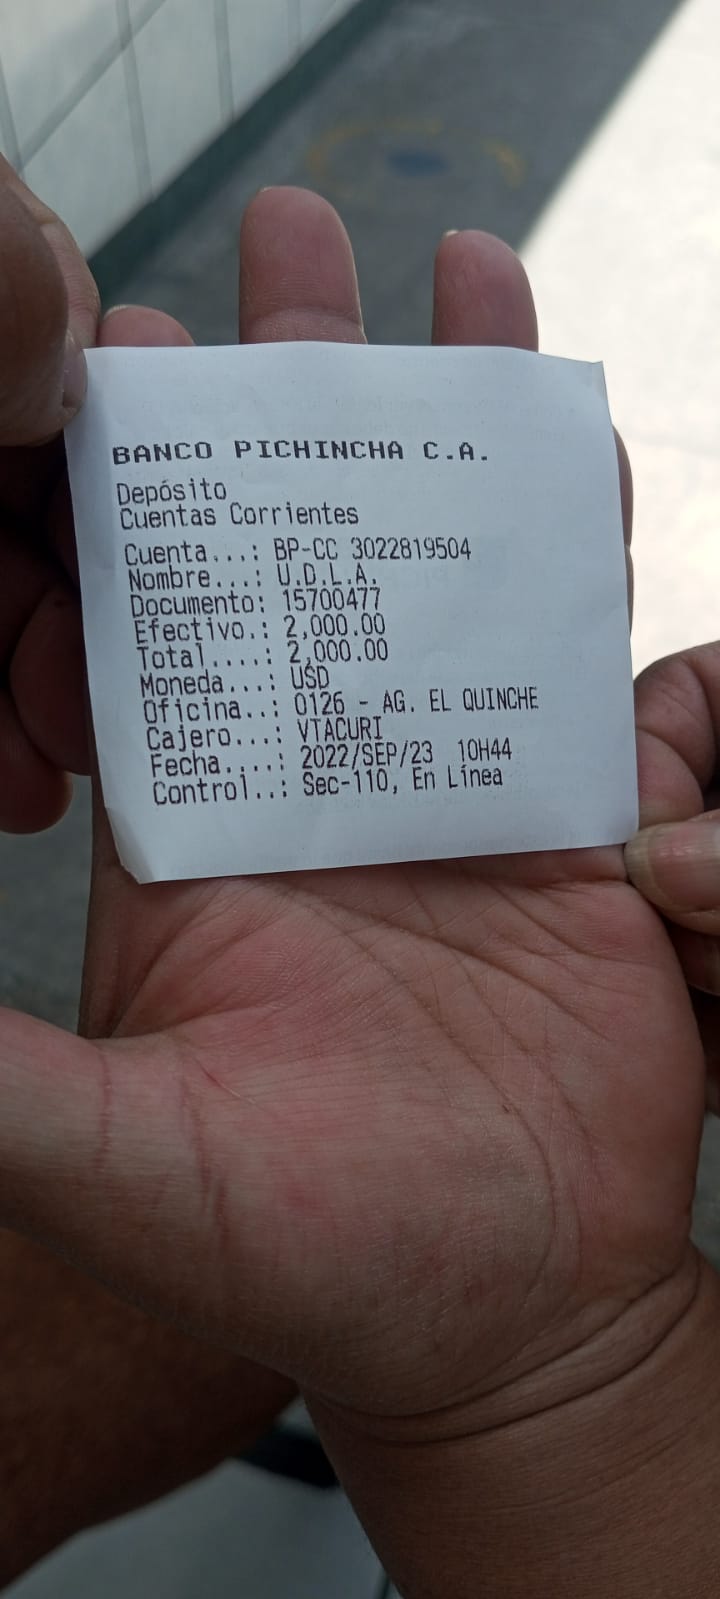 BANCO PICHINCHA C.A.
Depósito
Cuentas Corrientes
Cuenta...: BP-CC 3022819504
Nombre...: U.D.L.A.
Documento: 15700477
Efectivo.: 2,000.00
Total....: 2,000.00
Moneda...: USD
Oficina..: 0126 - AG. EL QUINCHE
Cajero...: VTACURI
Fecha....: 2022/SEP/23  10H44
Control..: Sec-110, En Línea